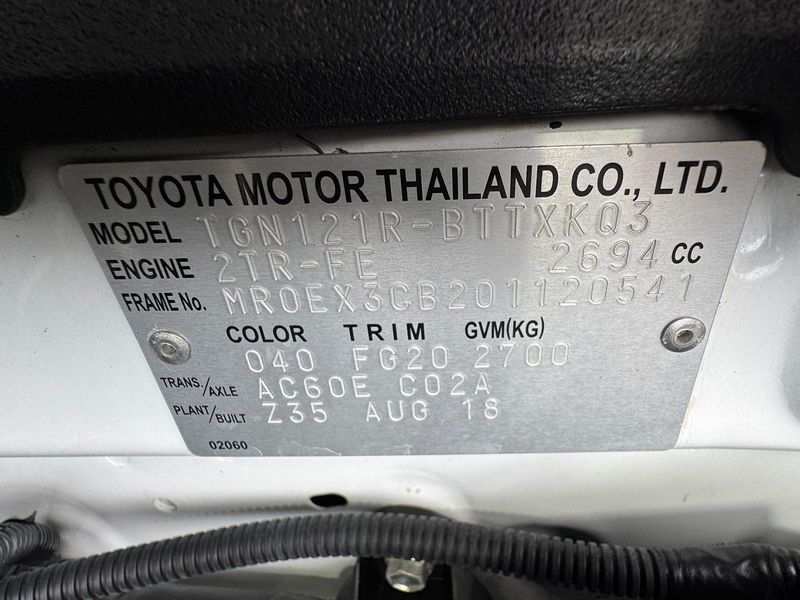 TOYOTA MOTOR THAILAND CO., LTD.
MODEL TGN121R-BTTXKQ3
ENGINE 2TR-FE 2694 CC
FRAME No. MR0EX3CB201120541
COLOR TRIM GVM(KG)
040 FG20 2700
TRANS./AXLE AC60E C02A
PLANT/BUILT Z35 AUG 18
02060